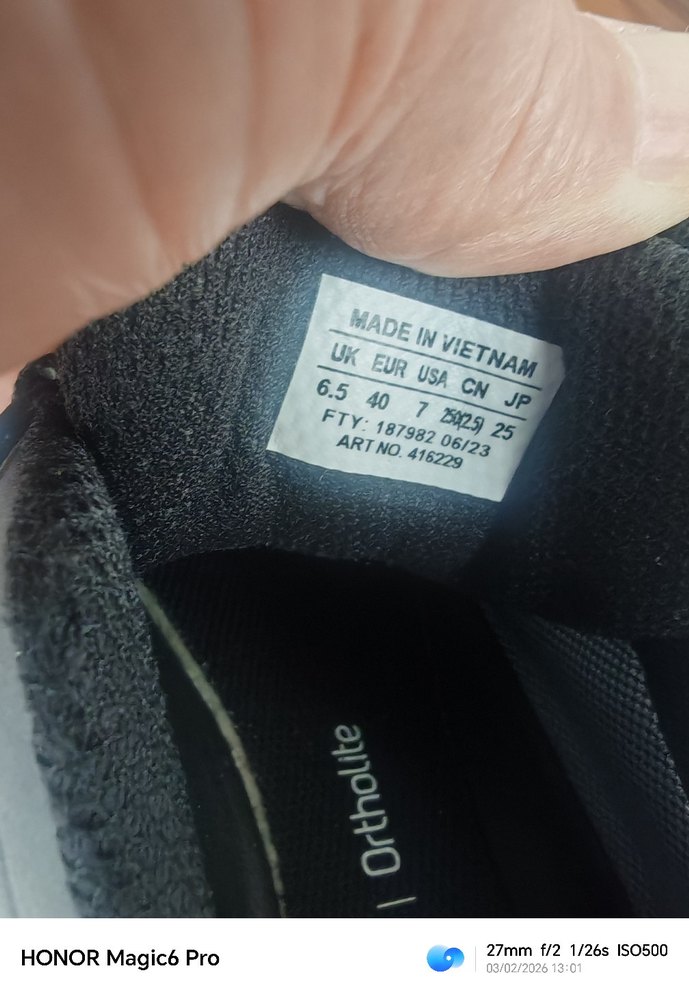 MADE IN VIETNAM
UK EUR USA CN JP
6.5 40 7 250(2.5) 25
FTY: 187982 06/23
ART NO. 416229
| Ortholite
HONOR Magic6 Pro
27mm f/2 1/26s ISO500
03/02/2026 13:01